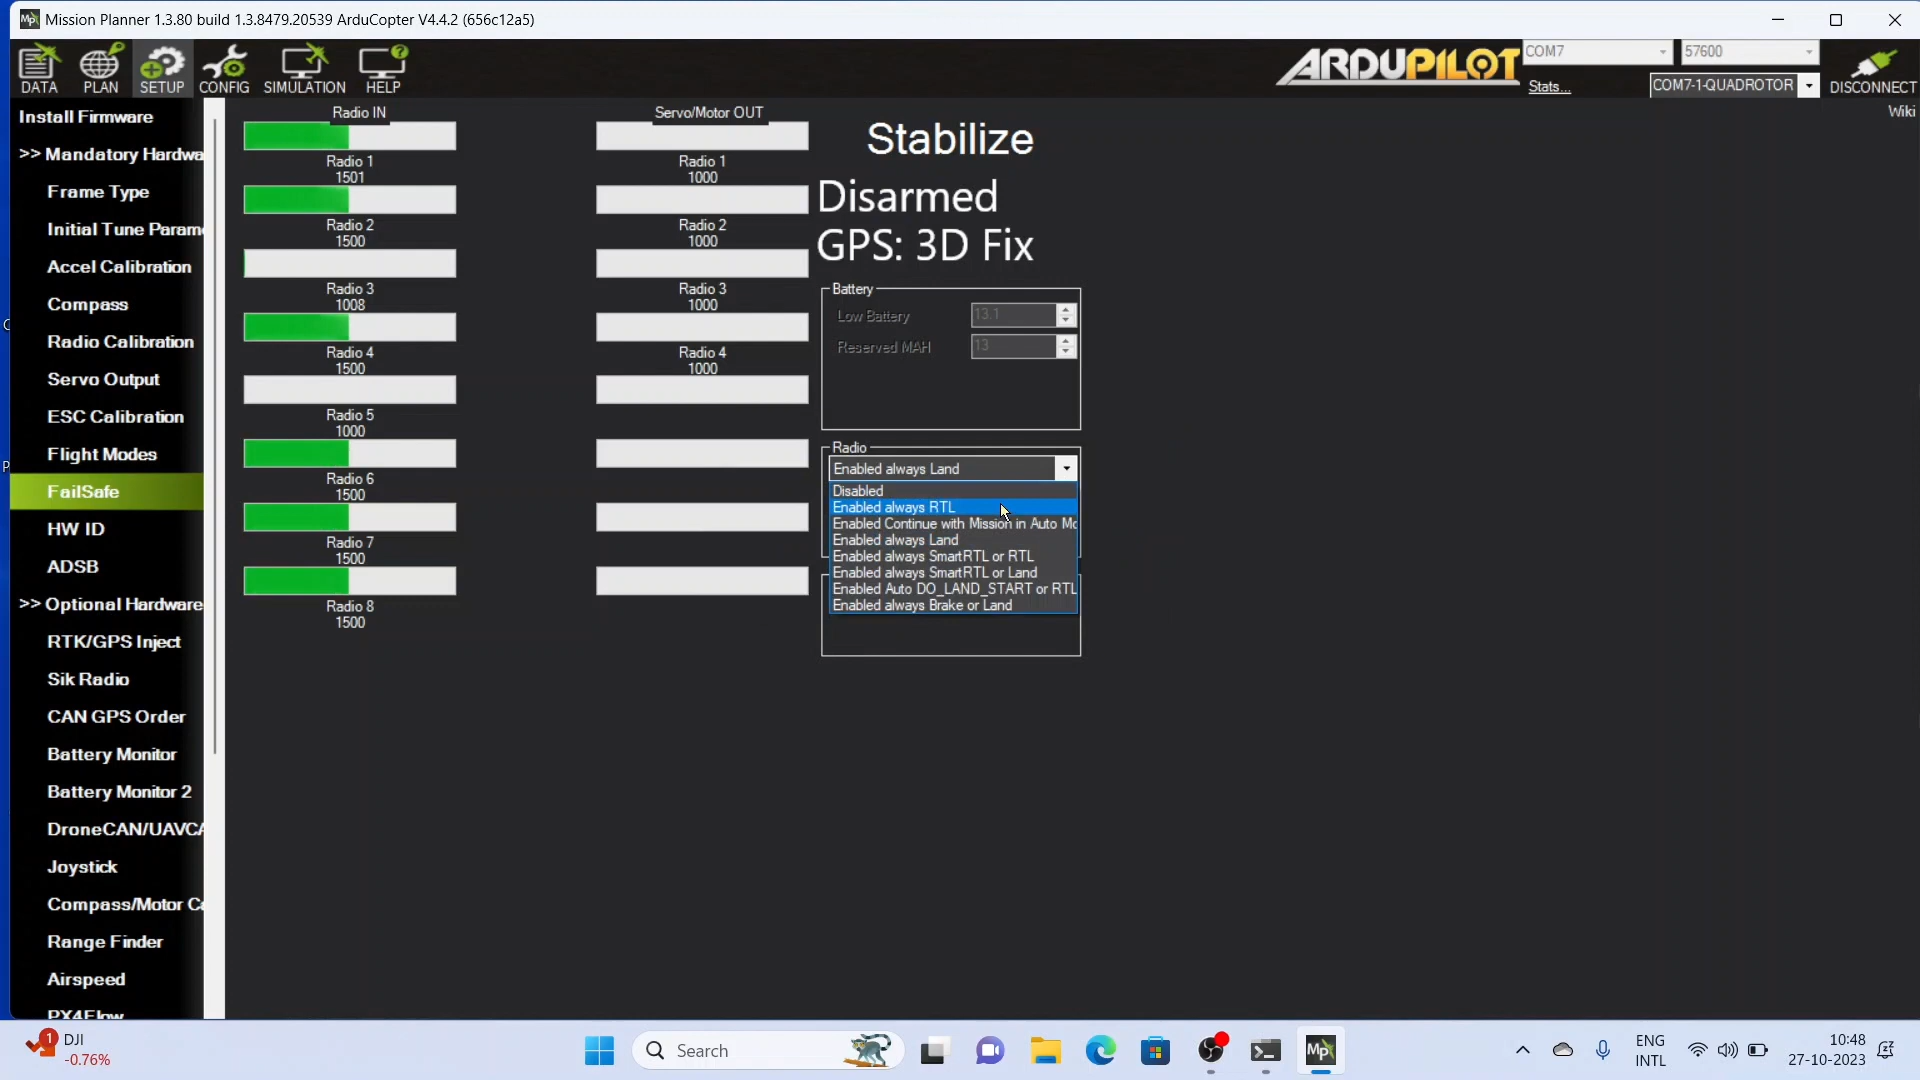 Mission Planner 1.3.80 build 1.3.8479.20539 ArduCopter V4.4.2 (656c12a5)
DATA
PLAN
SETUP
CONFIG
SIMULATION
HELP
ARDUPILOT
COM7
57600
Stats...
COM7-1-QUADROTOR
DISCONNECT
Wiki
Install Firmware
>> Mandatory Hardwa
Frame Type
Initial Tune Param
Accel Calibration
Compass
Radio Calibration
Servo Output
ESC Calibration
Flight Modes
FailSafe
HW ID
ADSB
>> Optional Hardware
RTK/GPS Inject
Sik Radio
CAN GPS Order
Battery Monitor
Battery Monitor 2
DroneCAN/UAVCA
Joystick
Compass/Motor Ca
Range Finder
Airspeed
PX4Flow
Radio IN
Radio 1
1501
Radio 2
1500
Radio 3
1008
Radio 4
1500
Radio 5
1000
Radio 6
1500
Radio 7
1500
Radio 8
1500
Servo/Motor OUT
Radio 1
1000
Radio 2
1000
Radio 3
1000
Radio 4
1000
Stabilize
Disarmed
GPS: 3D Fix
Battery
Low Battery
13.1
Reserved MAH
13
Radio
Enabled always Land
Disabled
Enabled always RTL
Enabled Continue with Mission in Auto Mo
Enabled always Land
Enabled always SmartRTL or RTL
Enabled always SmartRTL or Land
Enabled Auto DO_LAND_START or RTL
Enabled always Brake or Land
1
DJI
-0.76%
Search
Mp
ENG
INTL
10:48
27-10-2023